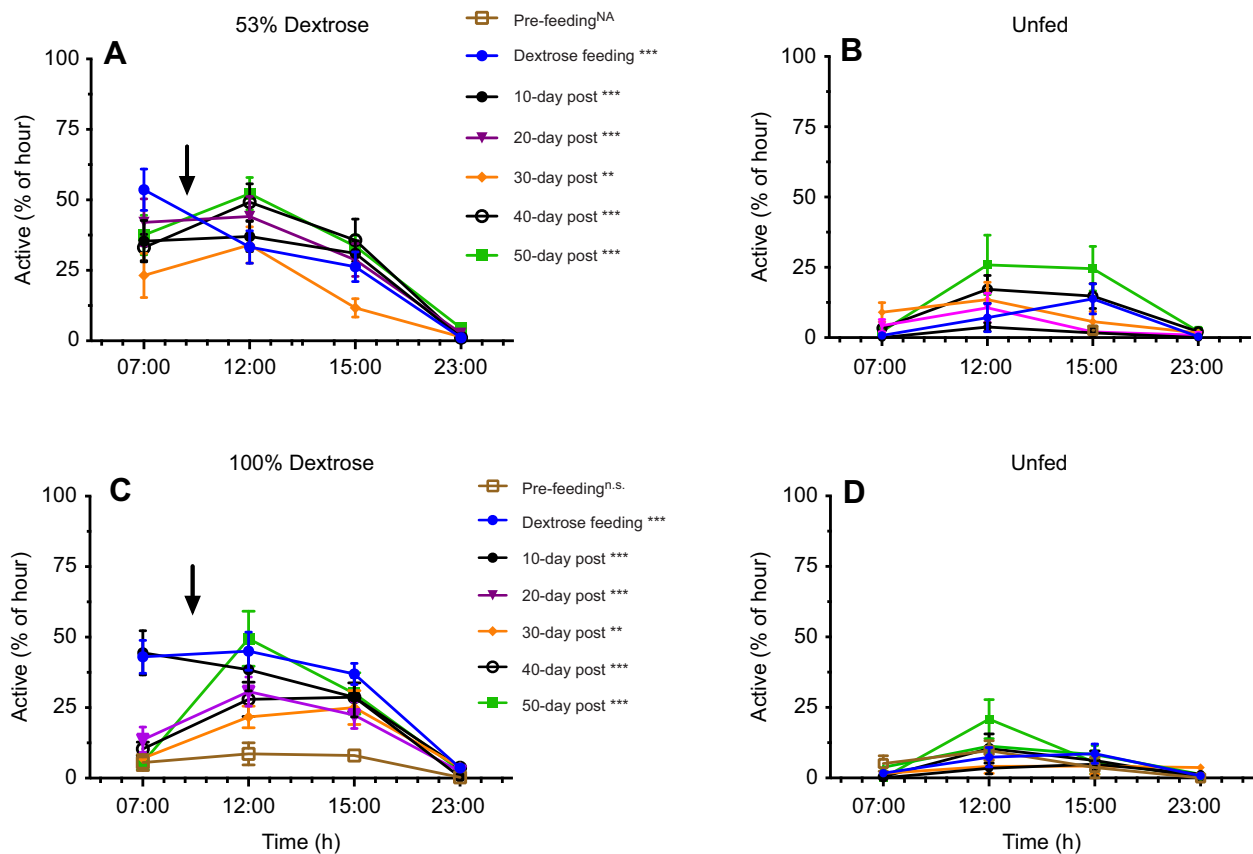 53% Dextrose
A
Active (% of hour)
100
75
50
25
0
07:00 12:00 15:00 23:00
Pre-feedingNA
Dextrose feeding ***
10-day post ***
20-day post ***
30-day post **
40-day post ***
50-day post ***
Unfed
B
Active (% of hour)
100
75
50
25
0
07:00 12:00 15:00 23:00
100% Dextrose
C
Active (% of hour)
100
75
50
25
0
07:00 12:00 15:00 23:00
Time (h)
Pre-feedingn.s.
Dextrose feeding ***
10-day post ***
20-day post ***
30-day post **
40-day post ***
50-day post ***
Unfed
D
Active (% of hour)
100
75
50
25
0
07:00 12:00 15:00 23:00
Time (h)